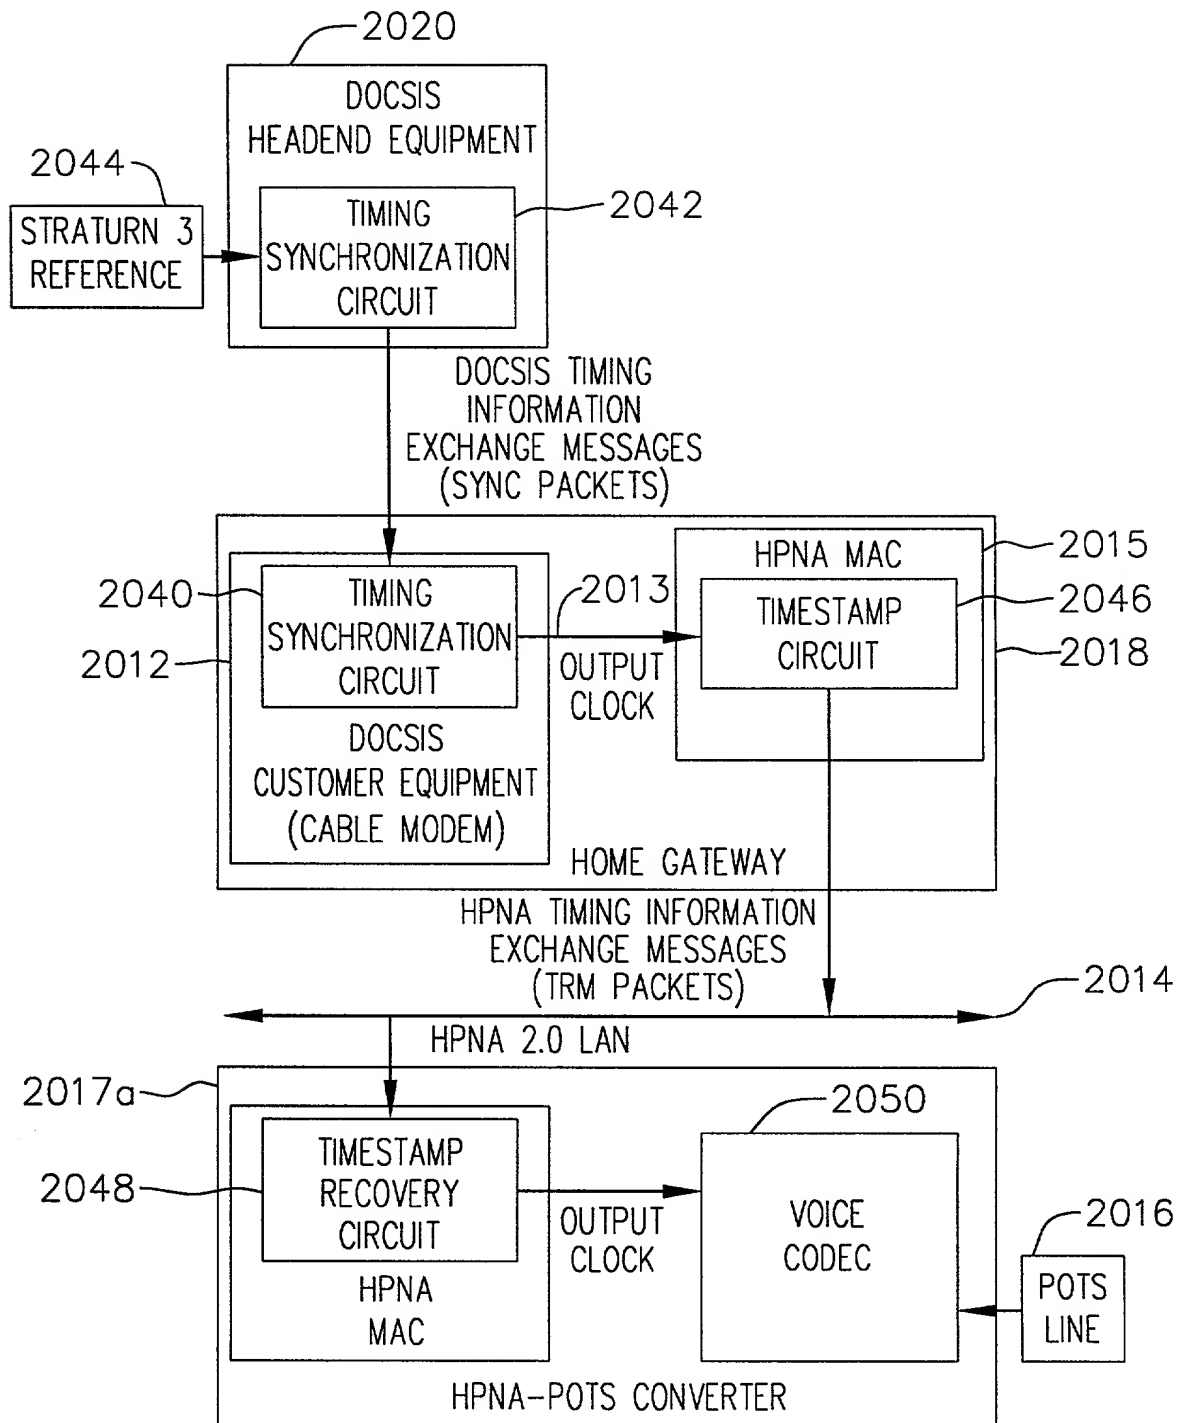 2020
DOCSIS
HEADEND EQUIPMENT
2044
STRATURN 3
REFERENCE
TIMING
SYNCHRONIZATION
CIRCUIT
2042
DOCSIS TIMING
INFORMATION
EXCHANGE MESSAGES
(SYNC PACKETS)
2040
TIMING
SYNCHRONIZATION
CIRCUIT
2012
DOCSIS
CUSTOMER EQUIPMENT
(CABLE MODEM)
2013
OUTPUT
CLOCK
HPNA MAC
2015
TIMESTAMP
CIRCUIT
2046
2018
HOME GATEWAY
HPNA TIMING INFORMATION
EXCHANGE MESSAGES
(TRM PACKETS)
2014
HPNA 2.0 LAN
2017a
2048
TIMESTAMP
RECOVERY
CIRCUIT
HPNA
MAC
OUTPUT
CLOCK
2050
VOICE
CODEC
2016
POTS
LINE
HPNA-POTS CONVERTER